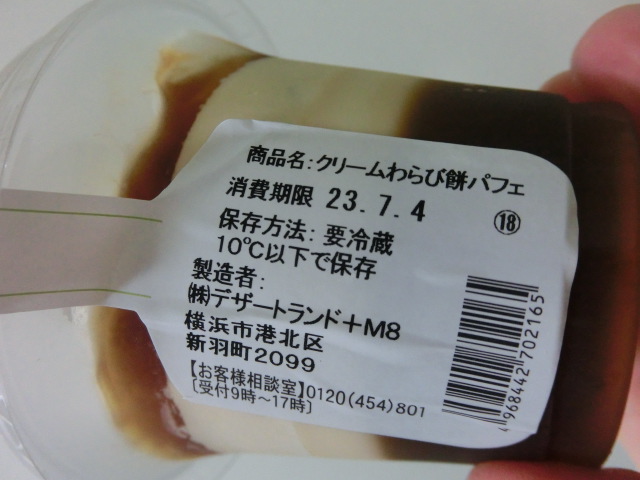 商品名:クリームわらび餅パフェ
消費期限 23.7.4
⑱
保存方法:要冷蔵
10℃以下で保存
製造者:
㈱デザートランド+M8
横浜市港北区
新羽町2099
【お客様相談室】0120(454)801
〔受付9時~17時〕
4968442702165